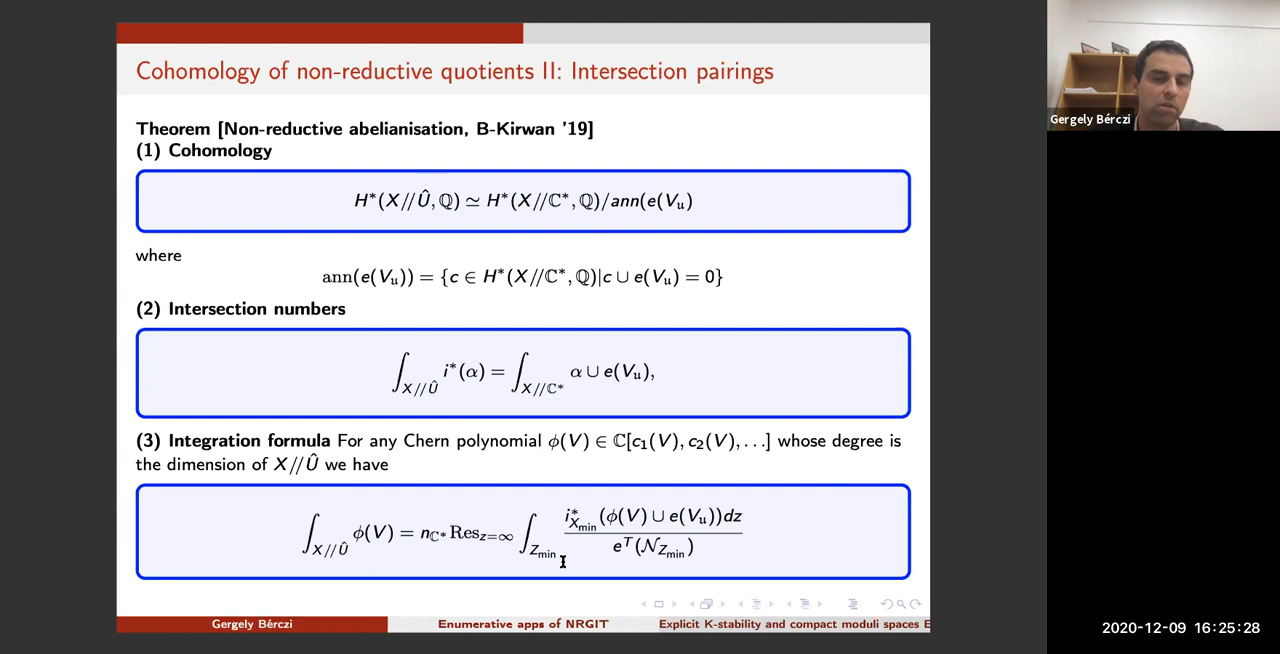 Cohomology of non-reductive quotients II: Intersection pairings
Theorem [Non-reductive abelianisation, B-Kirwan '19]
(1) Cohomology
H*(X//Û, ℚ) ≃ H*(X//ℂ*, ℚ)/ann(e(V_𝔲)
where
ann(e(V_𝔲)) = {c ∈ H*(X//ℂ*, ℚ)|c ∪ e(V_𝔲) = 0}
(2) Intersection numbers
∫_{X//Û} i*(α) = ∫_{X//ℂ*} α ∪ e(V_𝔲),
(3) Integration formula For any Chern polynomial ϕ(V) ∈ ℂ[c₁(V), c₂(V), . . .] whose degree is
the dimension of X//Û we have
∫_{X//Û} ϕ(V) = n_{ℂ*} Res_{z=∞} ∫_{Z_min} i*_{X_min}(ϕ(V) ∪ e(V_𝔲))dz / e^T(𝒩_{Z_min})
Gergely Bérczi
Enumerative apps of NRGIT
Explicit K-stability and compact moduli spaces E
Gergely Bérczi
2020-12-09 16:25:28